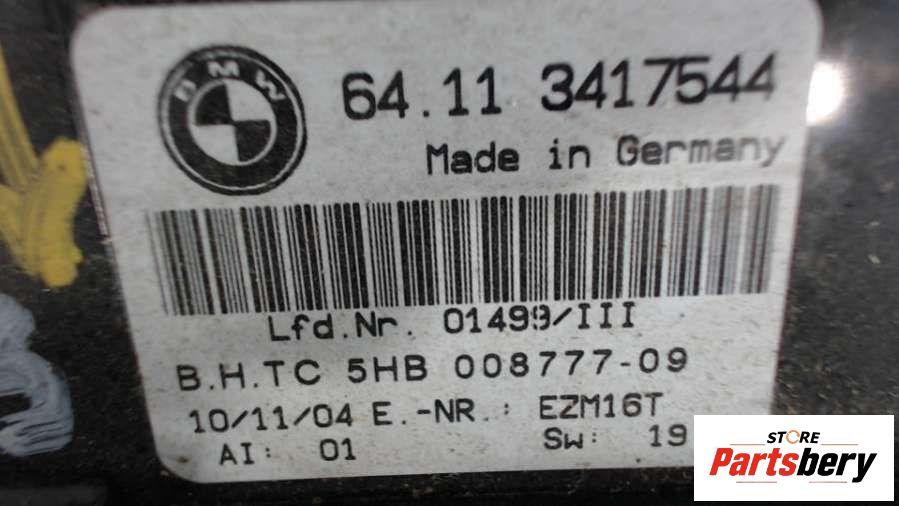 BMW
64.11 3417544
Made in Germany
Lfd.Nr. 01499/III
B.H.TC 5HB 008777-09
10/11/04 E.-NR.: EZM16T
AI: 01 SW: 19
STORE
Partsbery